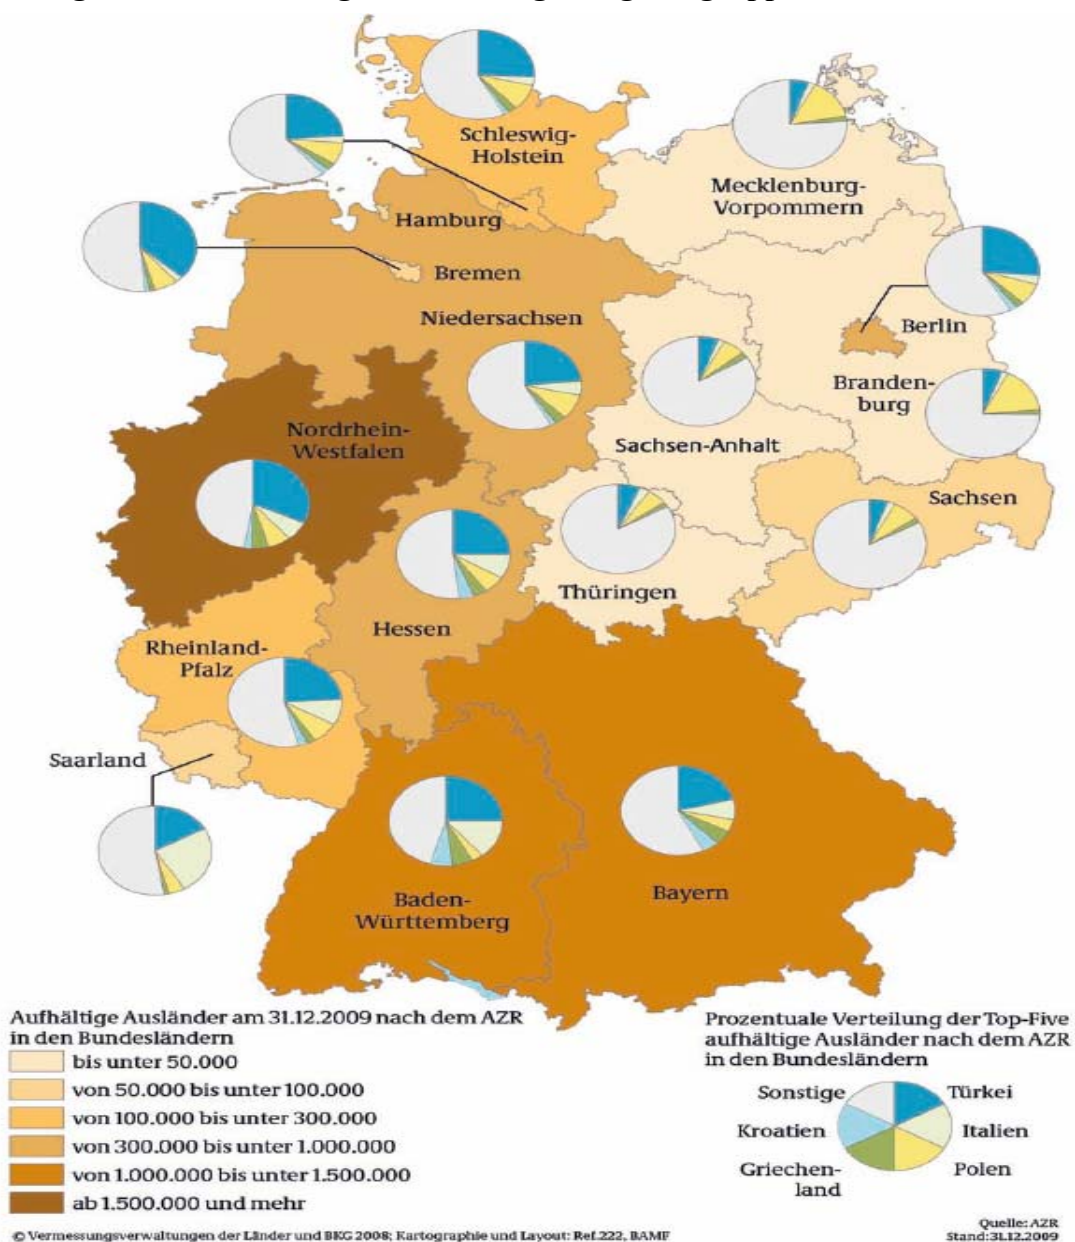 Schleswig-
Holstein
Mecklenburg-
Vorpommern
Hamburg
Bremen
Niedersachsen
Berlin
Branden-
burg
Nordrhein-
Westfalen
Sachsen-Anhalt
Sachsen
Thüringen
Hessen
Rheinland-
Pfalz
Saarland
Baden-
Württemberg
Bayern
Aufhältige Ausländer am 31.12.2009 nach dem AZR
in den Bundesländern
bis unter 50.000
von 50.000 bis unter 100.000
von 100.000 bis unter 300.000
von 300.000 bis unter 1.000.000
von 1.000.000 bis unter 1.500.000
ab 1.500.000 und mehr
Prozentuale Verteilung der Top-Five
aufhältige Ausländer nach dem AZR
in den Bundesländern
Sonstige
Türkei
Kroatien
Italien
Griechen-
land
Polen
© Vermessungsverwaltungen der Länder und BKG 2008; Kartographie und Layout: Ref.222, BAMF
Quelle: AZR
Stand:31.12.2009